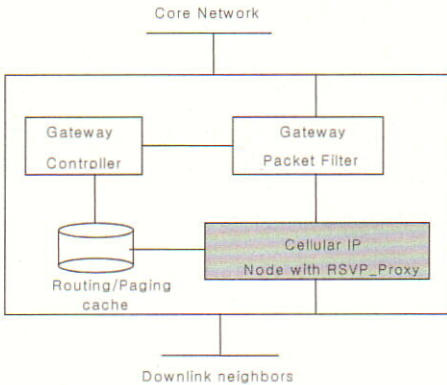 Core Network
Gateway
Controller
Gateway
Packet Filter
Cellular IP
Node with RSVP_Proxy
Routing/Paging
cache
Downlink neighbors